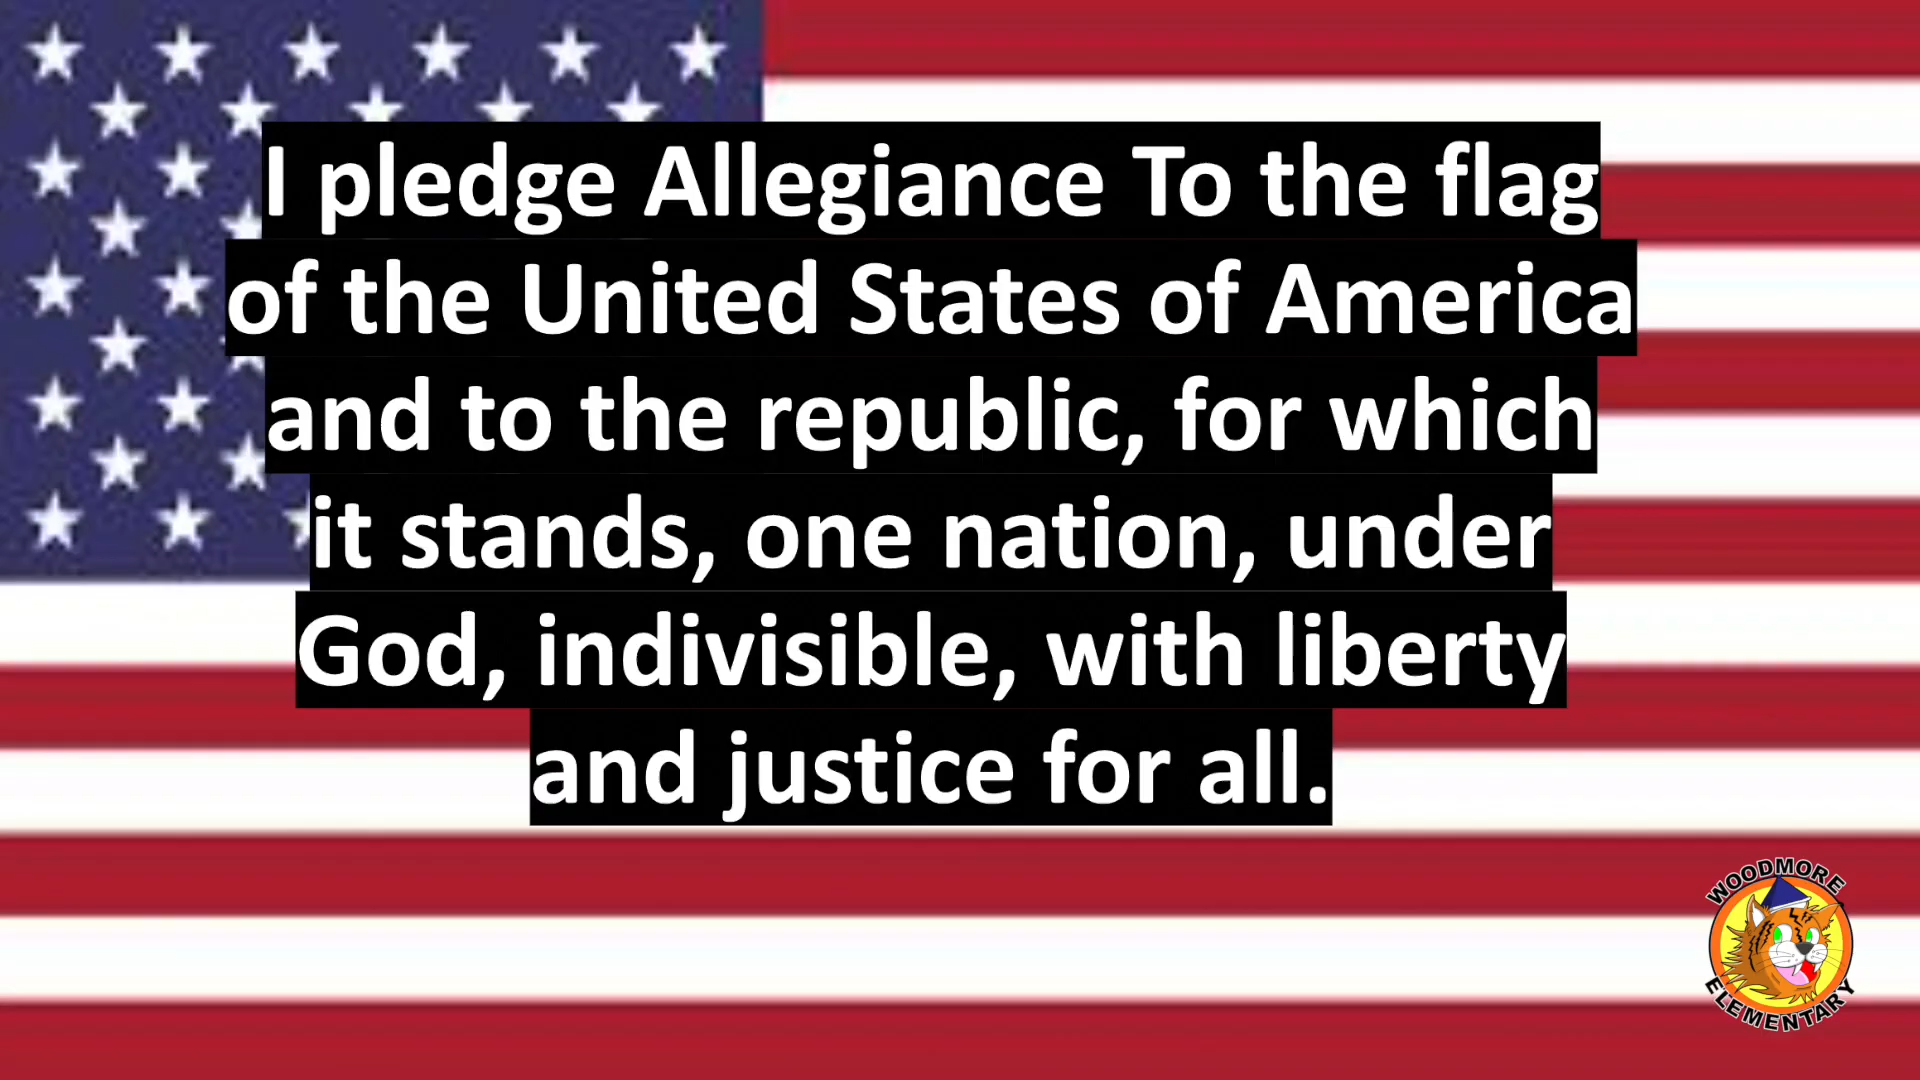 I pledge Allegiance To the flag
of the United States of America
and to the republic, for which
it stands, one nation, under
God, indivisible, with liberty
and justice for all.
WOODMORE
ELEMENTARY